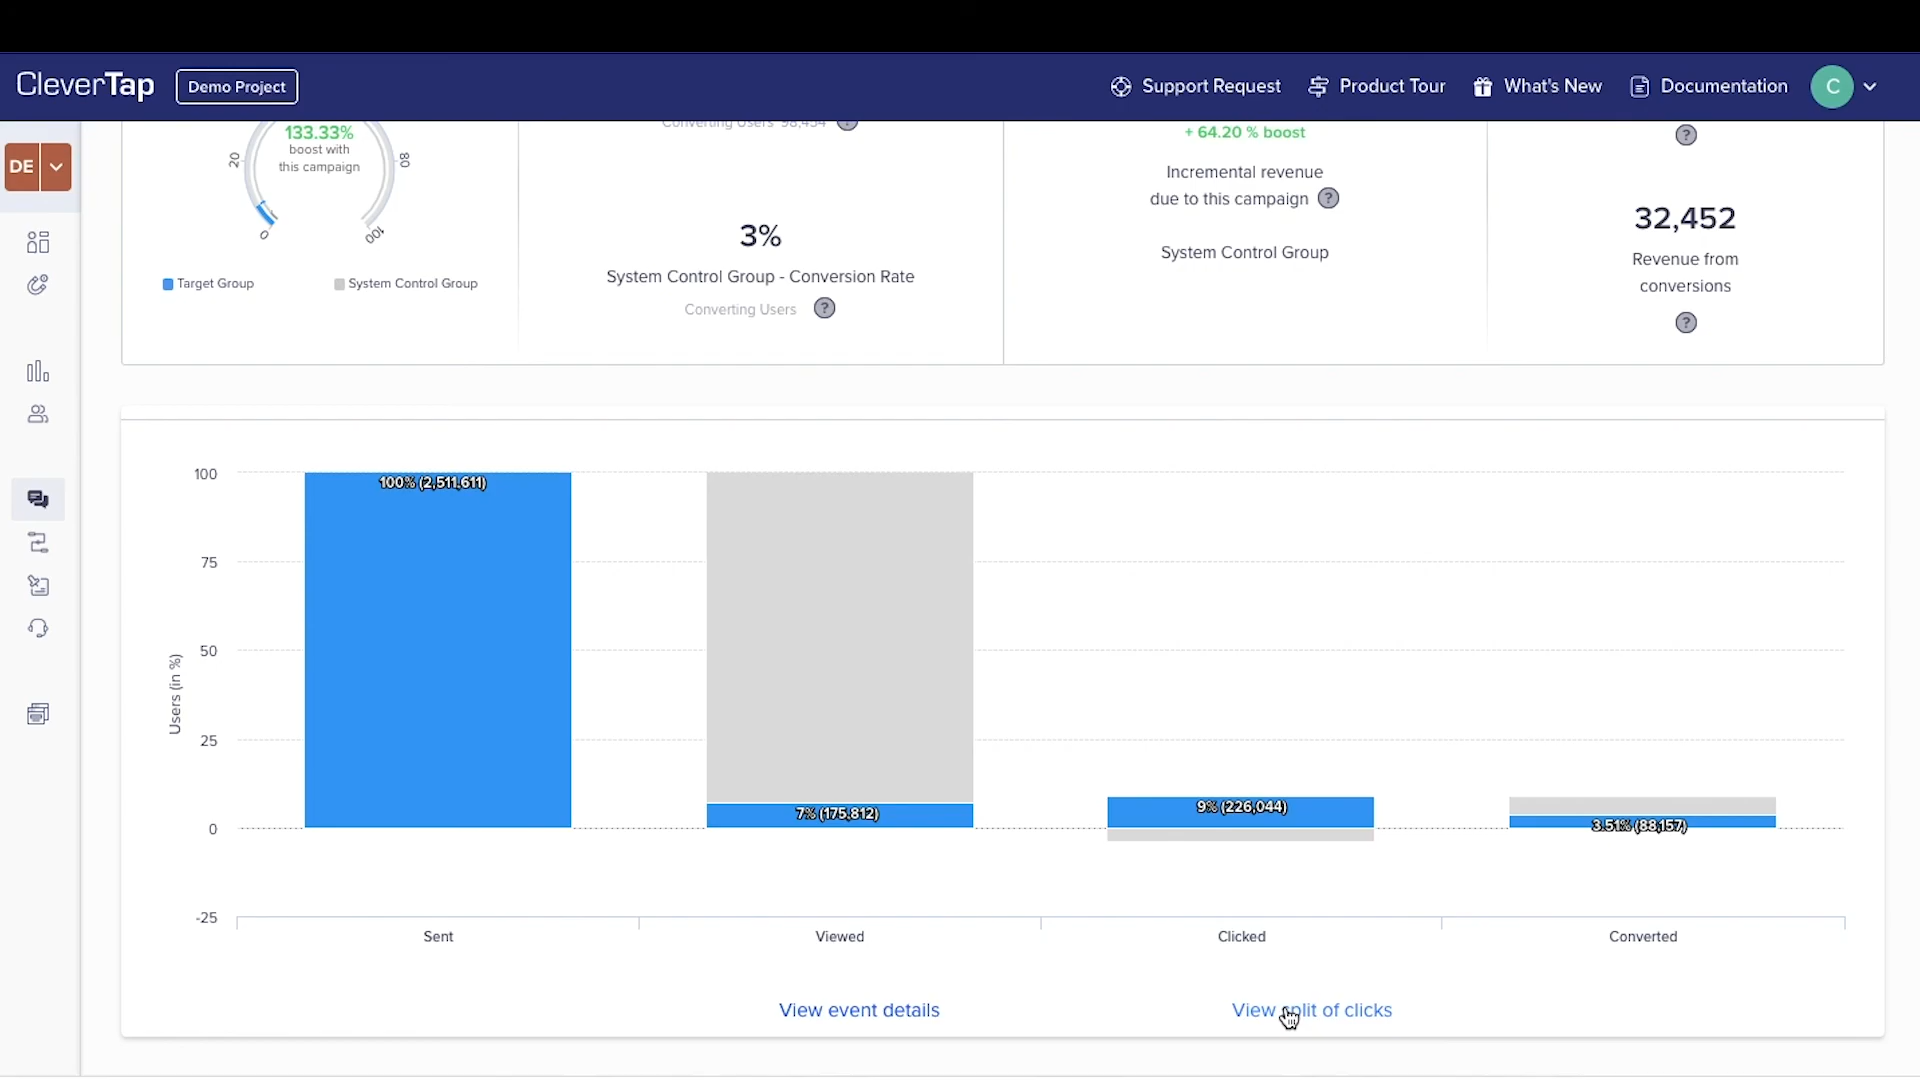 CleverTap
Demo Project
Support Request
Product Tour
What's New
Documentation
C
DE
133.33%
boost with
this campaign
20
80
0
100
Target Group
System Control Group
Converting Users 98,454
?
3%
System Control Group - Conversion Rate
Converting Users
?
+ 64.20 % boost
Incremental revenue
due to this campaign
?
System Control Group
?
32,452
Revenue from
conversions
?
Users (in %)
100
75
50
25
0
-25
100% (2,511,611)
7% (175,812)
9% (226,044)
3.51% (88,157)
Sent
Viewed
Clicked
Converted
View event details
View split of clicks